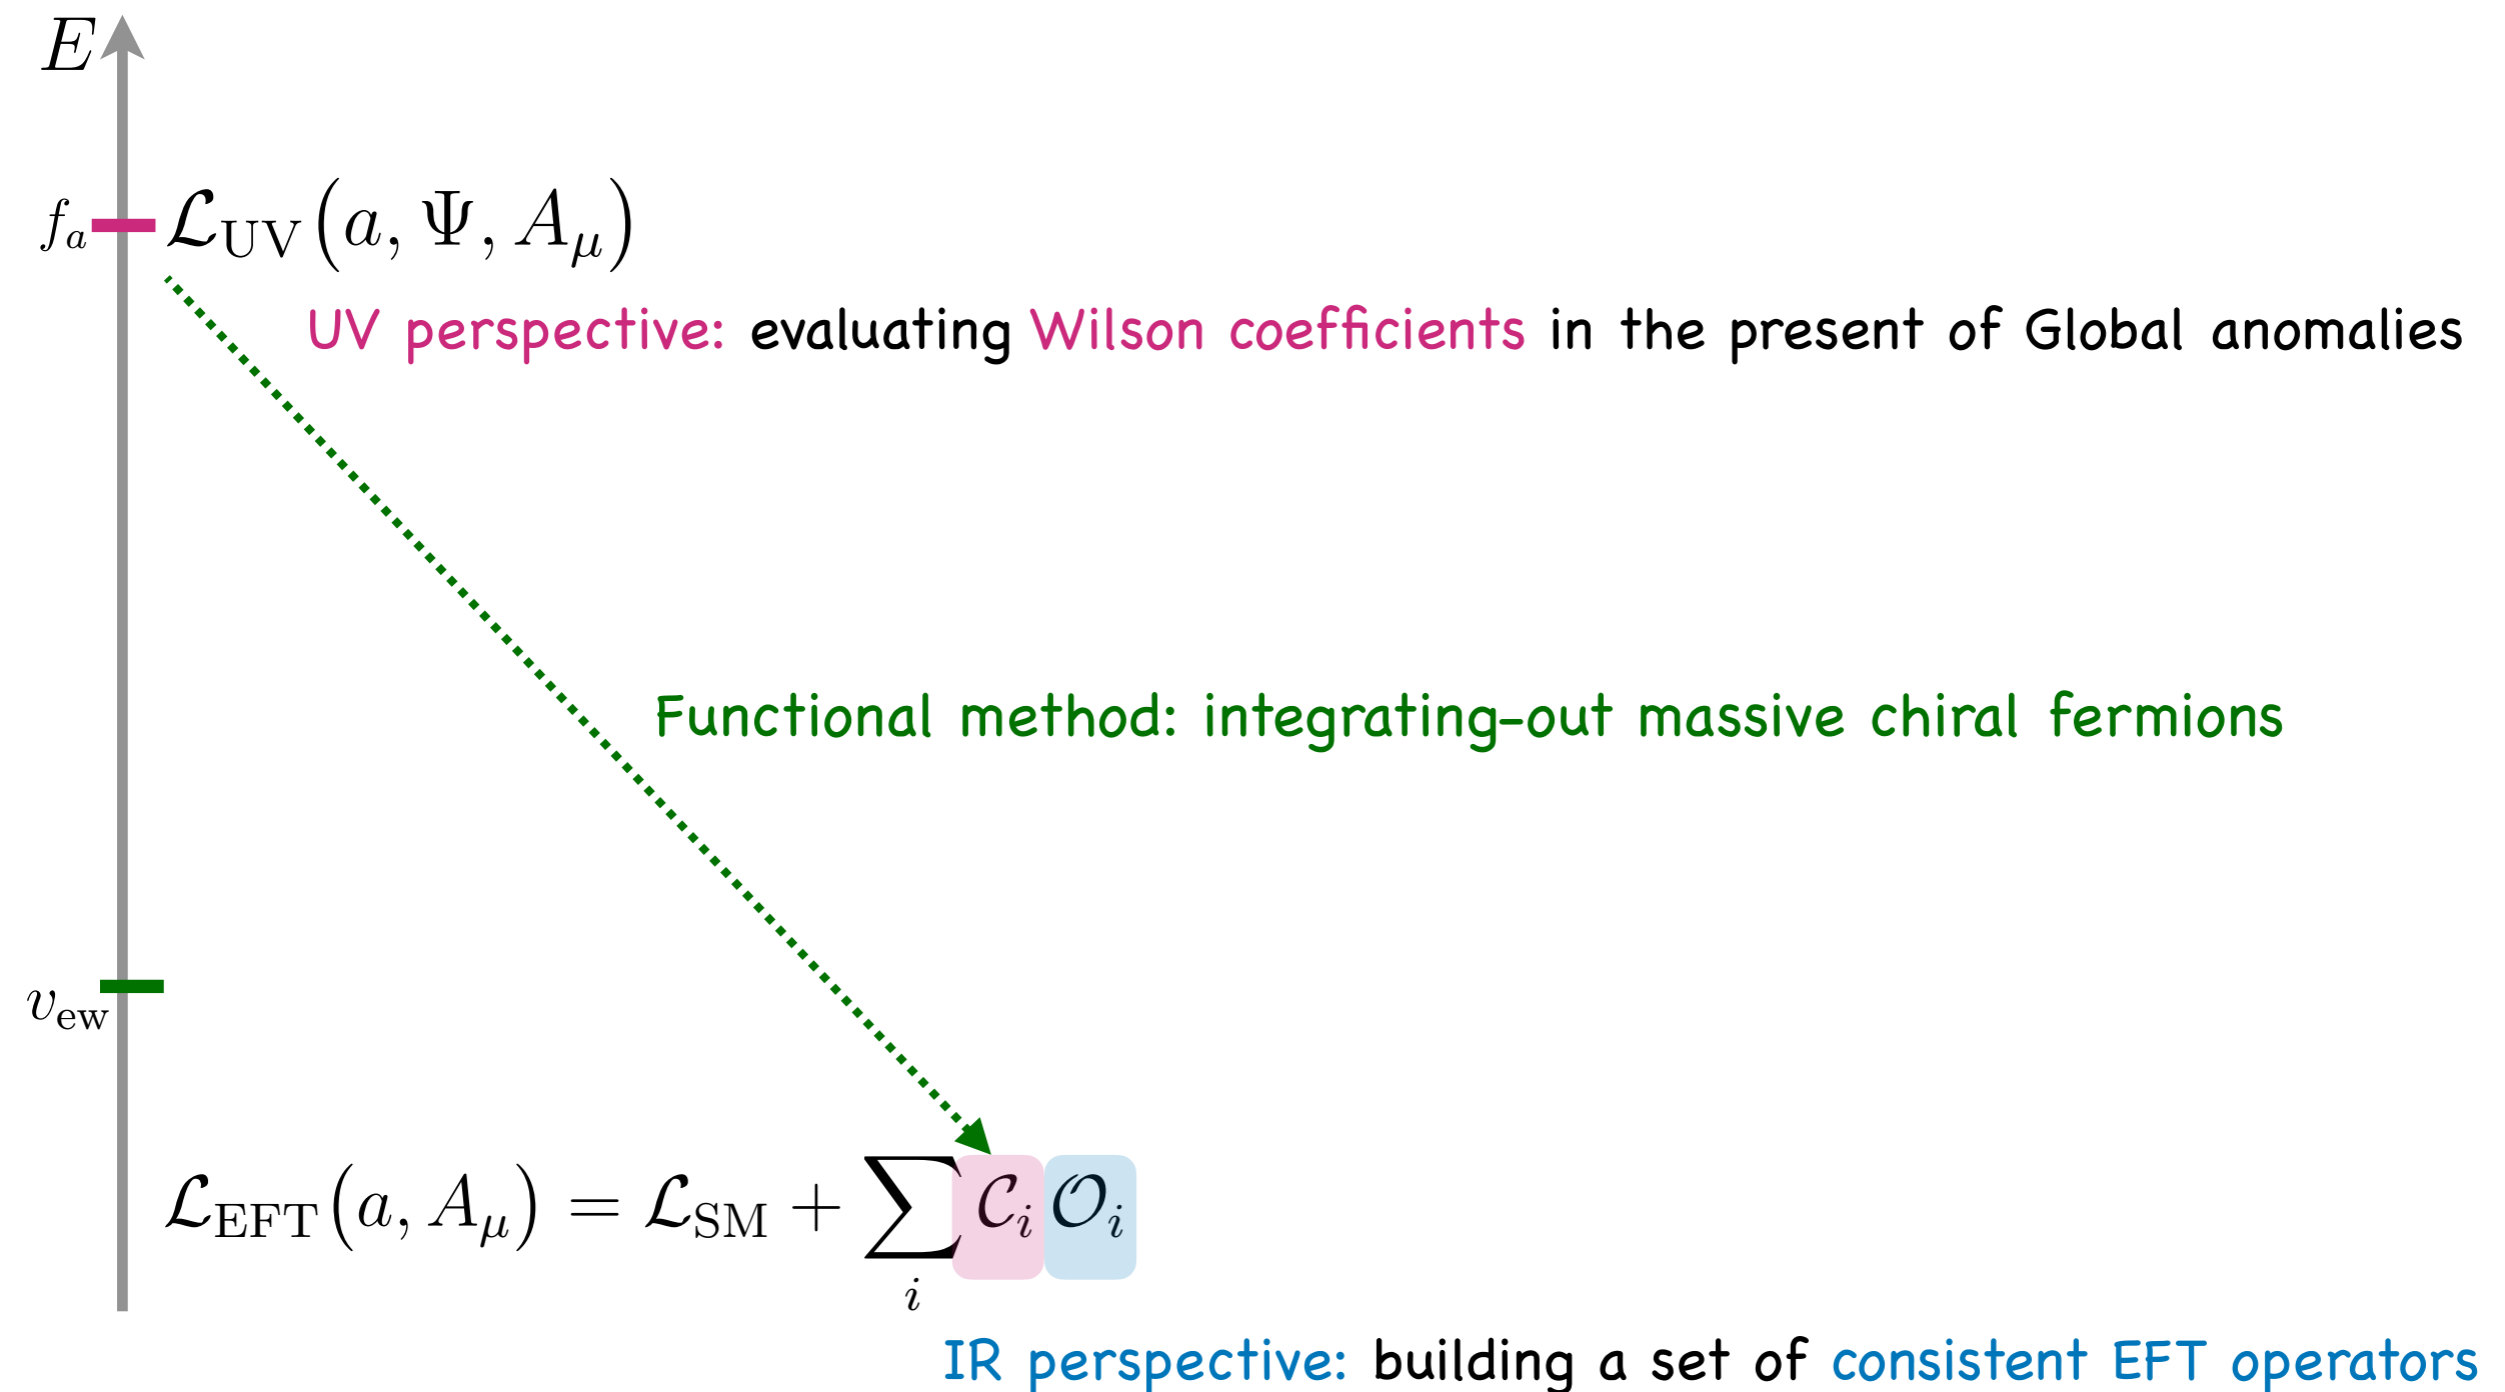 E
f_a
ℒ_UV(a, Ψ, A_μ)
UV perspective: evaluating Wilson coefficients in the present of Global anomalies
Functional method: integrating-out massive chiral fermions
v_ew
ℒ_EFT(a, A_μ) = ℒ_SM + ∑_i 𝒞_i 𝒪_i
IR perspective: building a set of consistent EFT operators